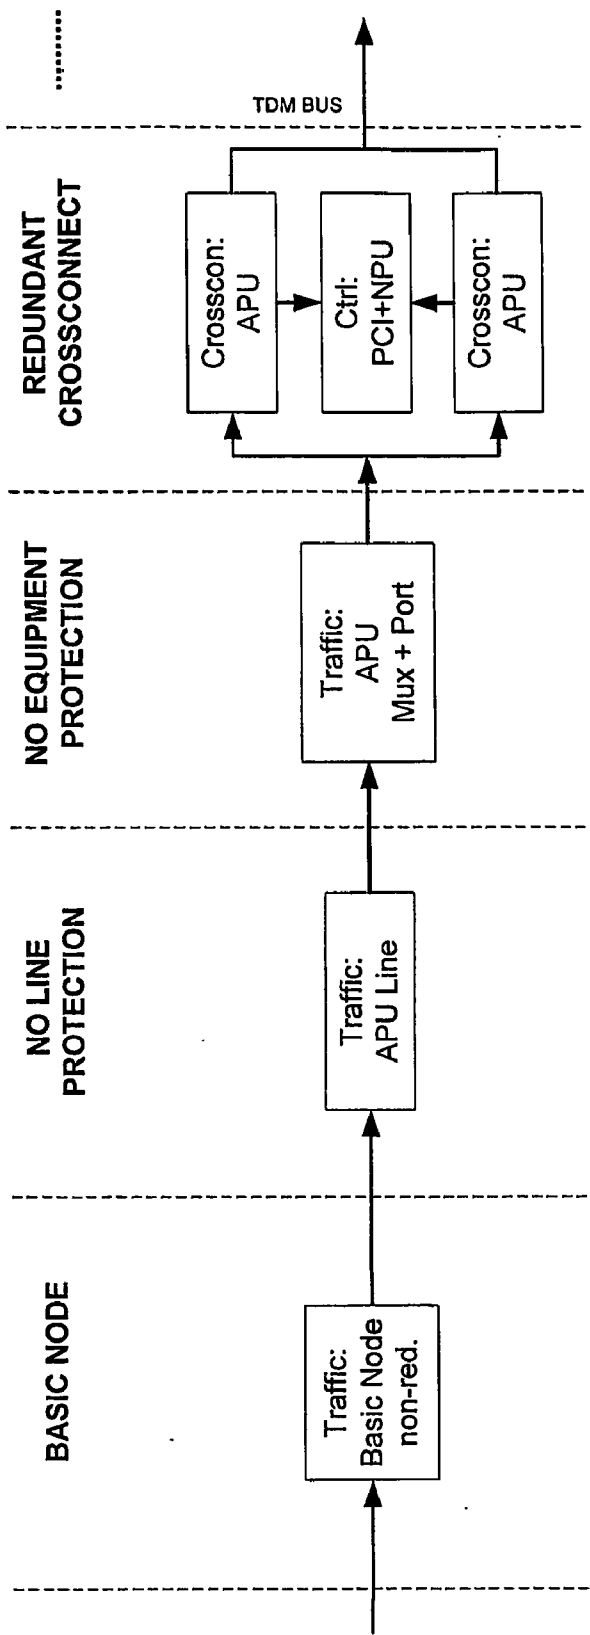 BASIC NODE
NO LINE
PROTECTION
NO EQUIPMENT
PROTECTION
REDUNDANT
CROSSCONNECT
..........
Traffic:
Basic Node
non-red.
Traffic:
APU Line
Traffic:
APU
Mux + Port
Crosscon:
APU
Ctrl:
PCI+NPU
Crosscon:
APU
TDM BUS